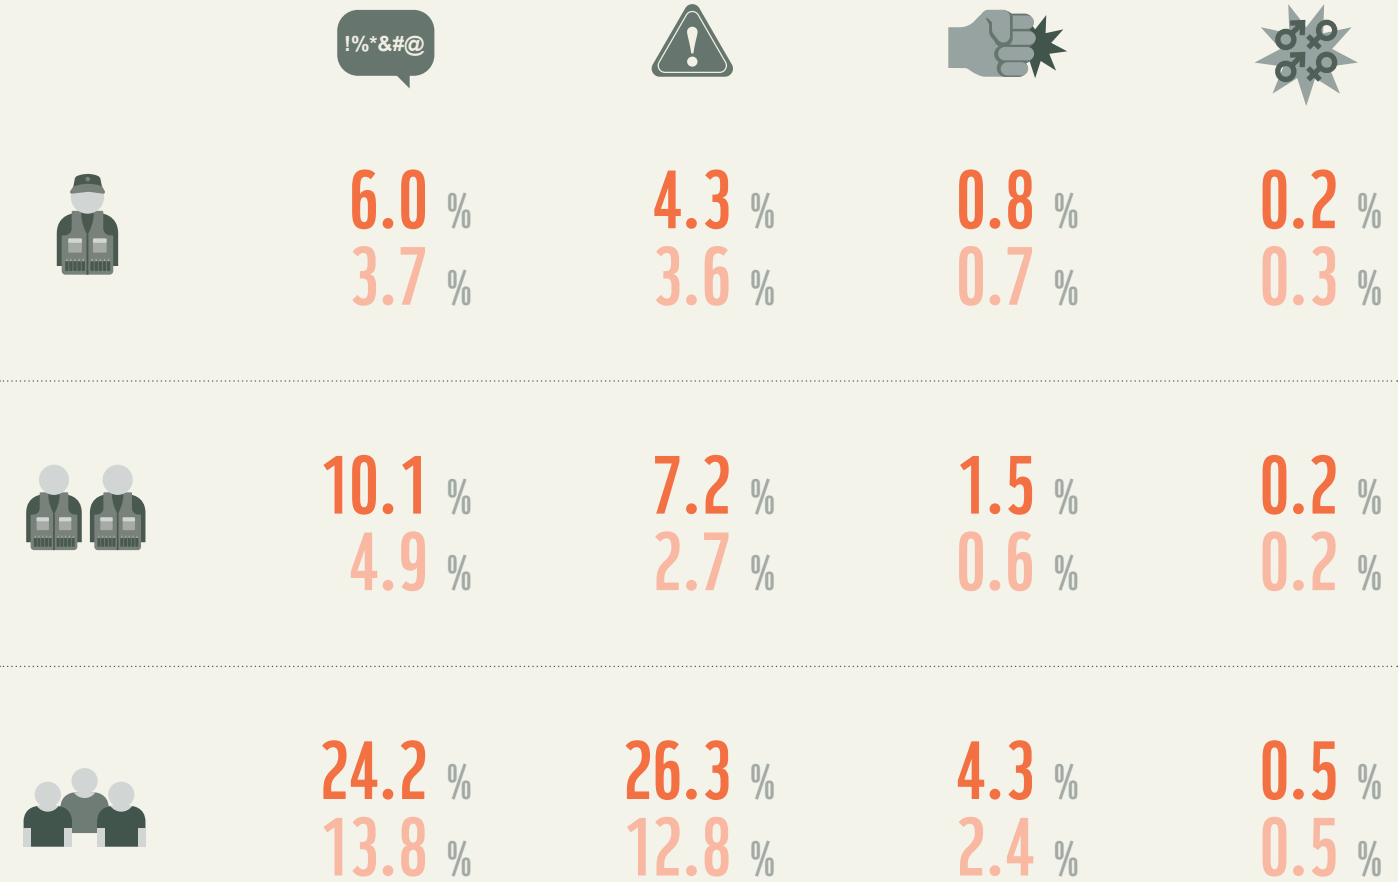 !%*&#@
!
6.0 % 4.3 % 0.8 % 0.2 %
3.7 % 3.6 % 0.7 % 0.3 %
10.1 % 7.2 % 1.5 % 0.2 %
4.9 % 2.7 % 0.6 % 0.2 %
24.2 % 26.3 % 4.3 % 0.5 %
13.8 % 12.8 % 2.4 % 0.5 %